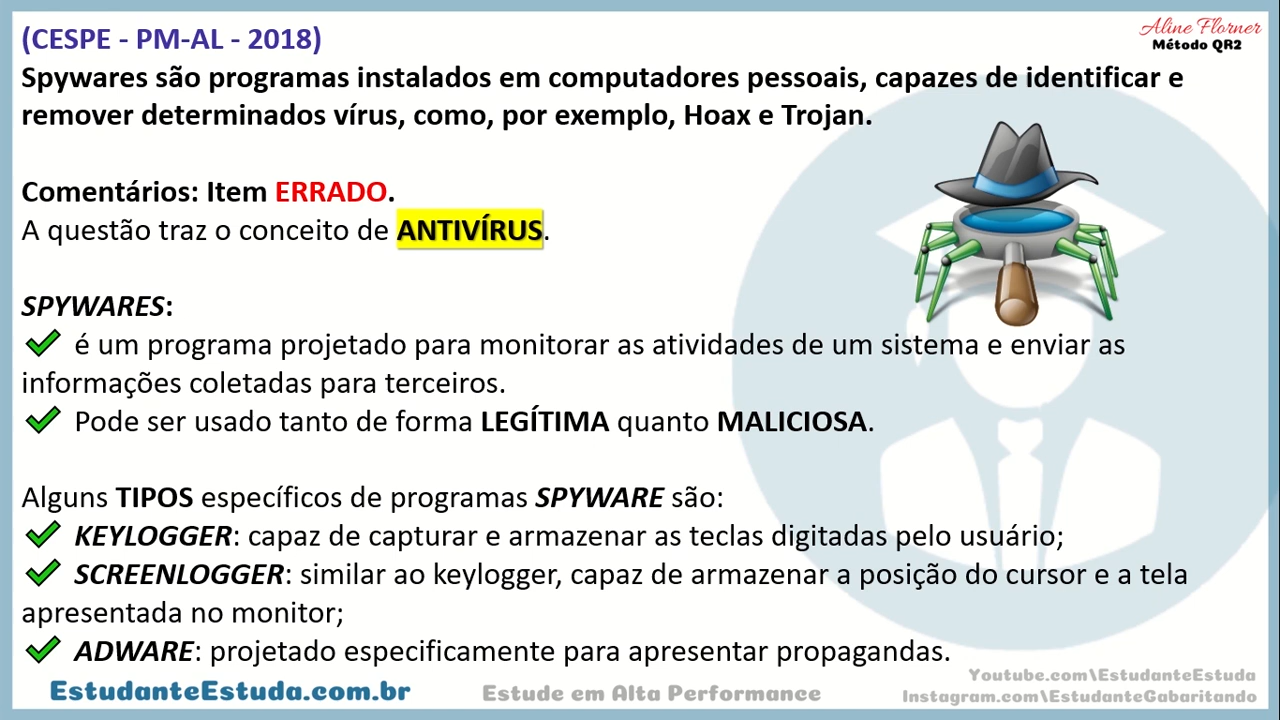 (CESPE - PM-AL - 2018)
Aline Florner
Método QR2
Spywares são programas instalados em computadores pessoais, capazes de identificar e
remover determinados vírus, como, por exemplo, Hoax e Trojan.
Comentários: Item ERRADO.
A questão traz o conceito de ANTIVÍRUS.
SPYWARES:
é um programa projetado para monitorar as atividades de um sistema e enviar as
informações coletadas para terceiros.
Pode ser usado tanto de forma LEGÍTIMA quanto MALICIOSA.
Alguns TIPOS específicos de programas SPYWARE são:
KEYLOGGER: capaz de capturar e armazenar as teclas digitadas pelo usuário;
SCREENLOGGER: similar ao keylogger, capaz de armazenar a posição do cursor e a tela
apresentada no monitor;
ADWARE: projetado especificamente para apresentar propagandas.
EstudanteEstuda.com.br
Estude em Alta Performance
Youtube.com\EstudanteEstuda
Instagram.com\EstudanteGabaritando